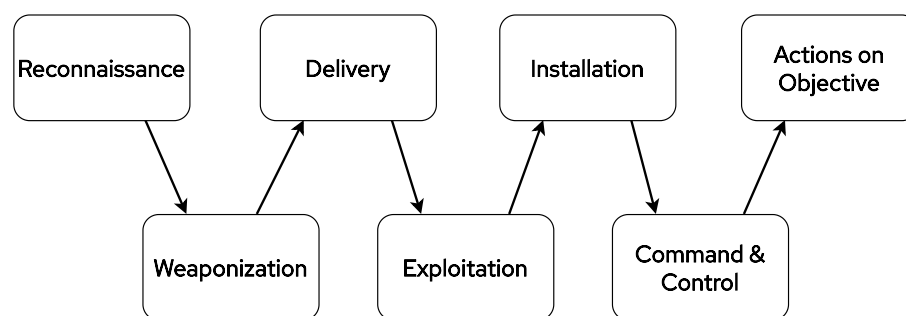 Reconnaissance
Weaponization
Delivery
Exploitation
Installation
Command &
Control
Actions on
Objective